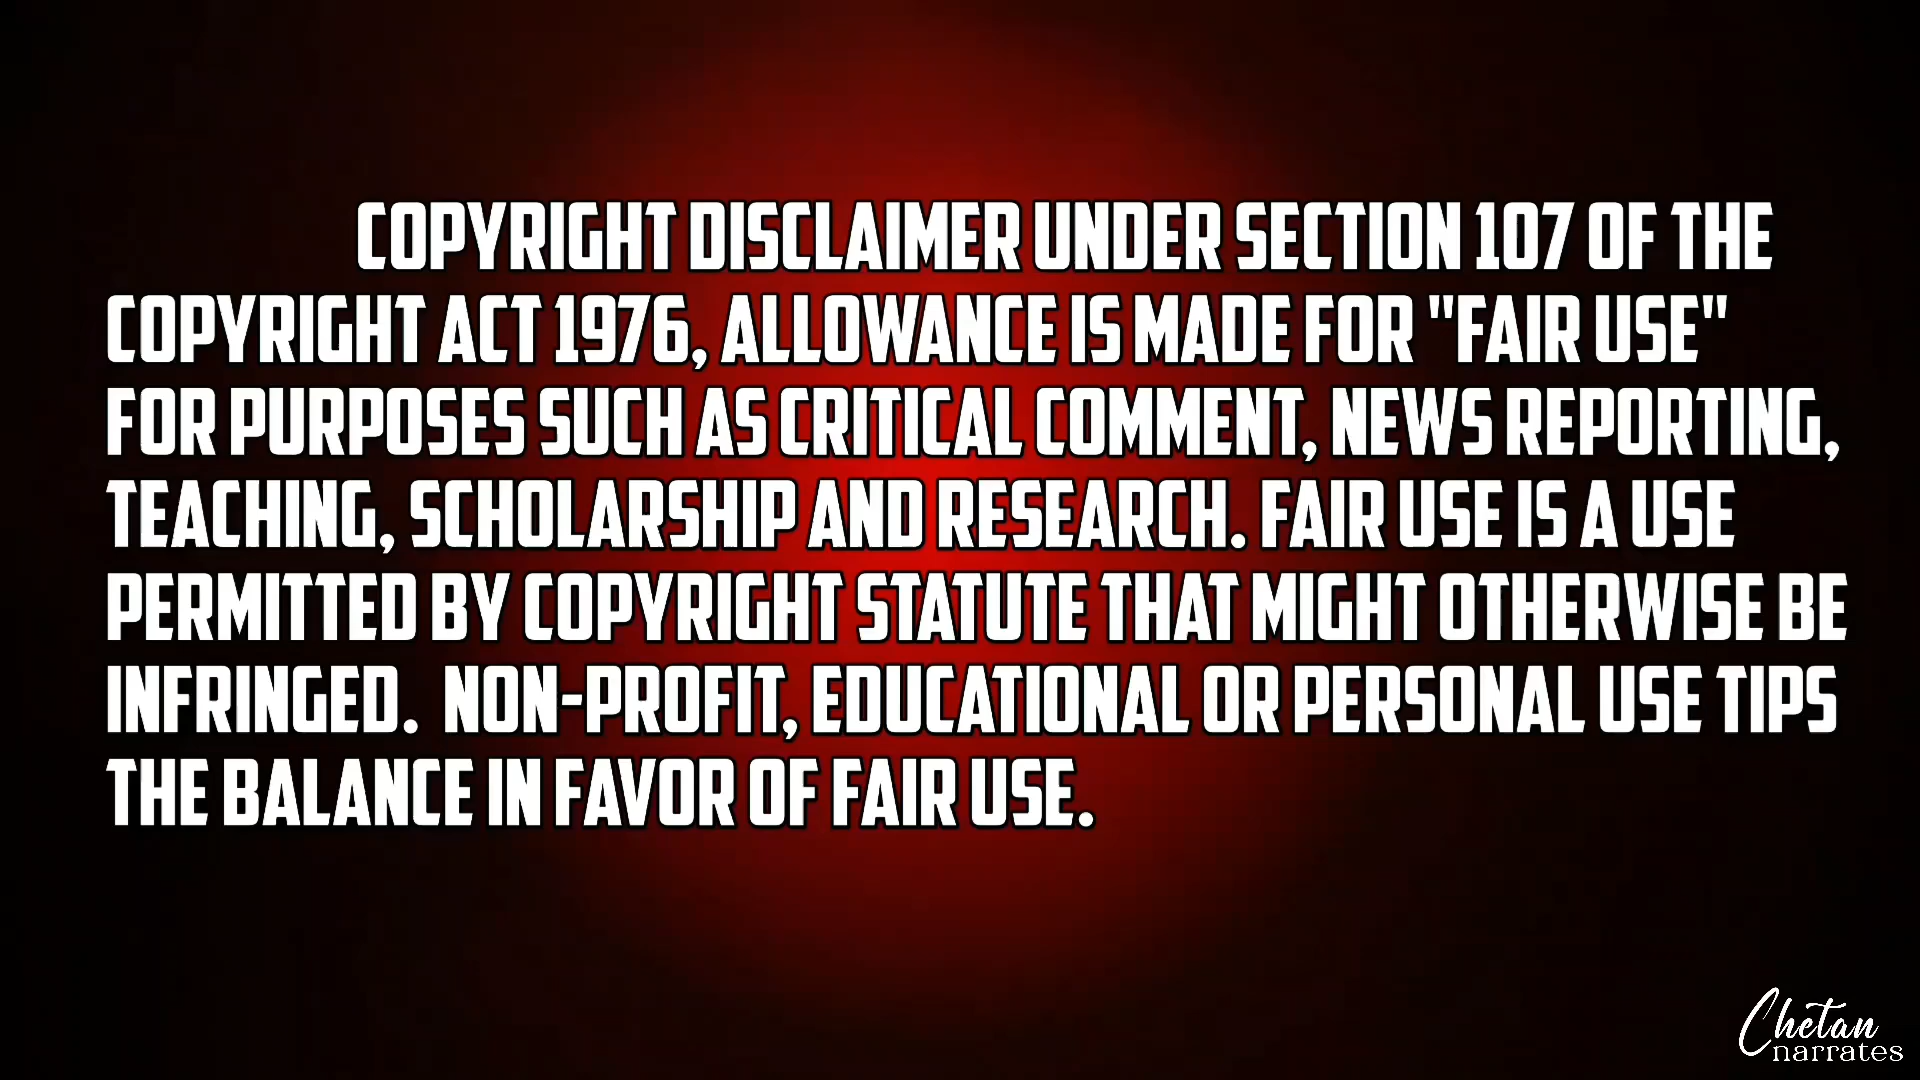 COPYRIGHT DISCLAIMER UNDER SECTION 107 OF THE
COPYRIGHT ACT 1976, ALLOWANCE IS MADE FOR "FAIR USE"
FOR PURPOSES SUCH AS CRITICAL COMMENT, NEWS REPORTING,
TEACHING, SCHOLARSHIP AND RESEARCH. FAIR USE IS A USE
PERMITTED BY COPYRIGHT STATUTE THAT MIGHT OTHERWISE BE
INFRINGED. NON-PROFIT, EDUCATIONAL OR PERSONAL USE TIPS
THE BALANCE IN FAVOR OF FAIR USE.
Chetan
narrates